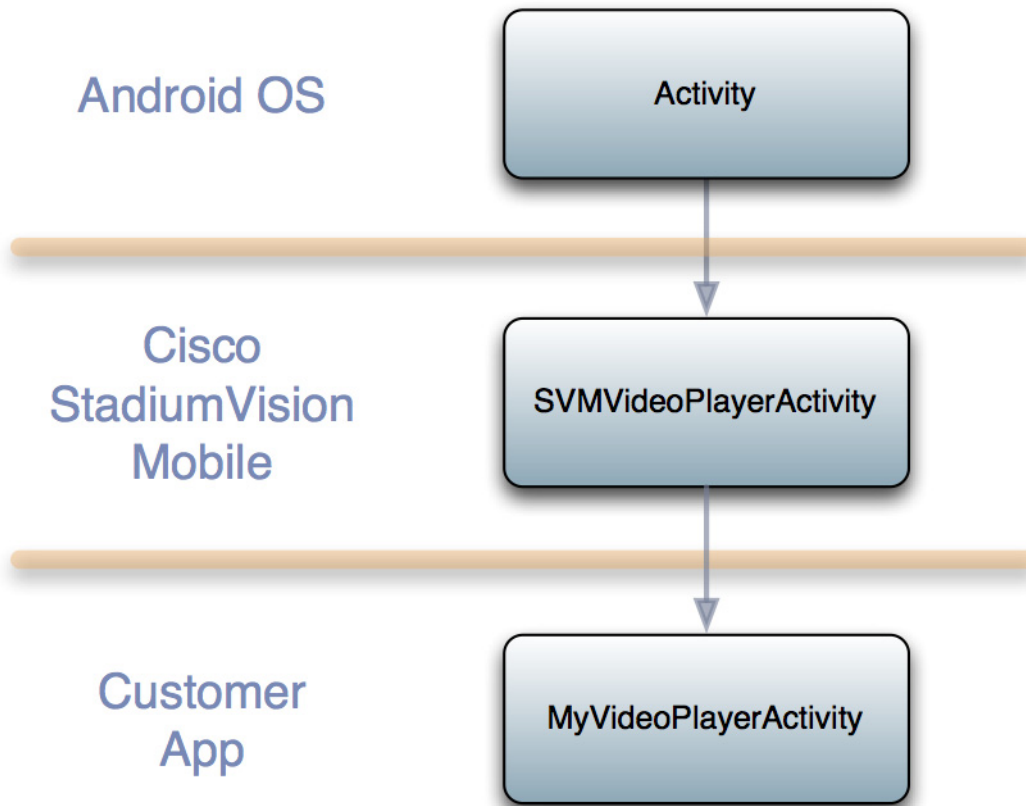 Android OS
Activity
Cisco
StadiumVision
Mobile
SVMVideoPlayerActivity
Customer
App
MyVideoPlayerActivity